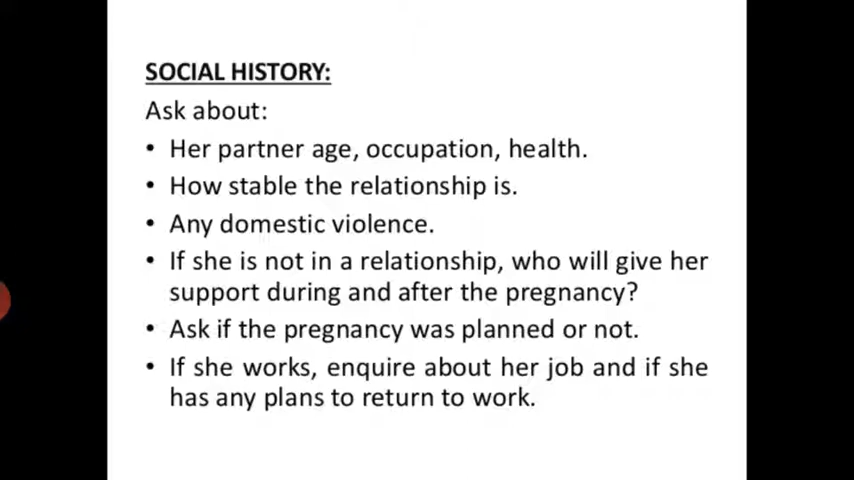 SOCIAL HISTORY:
Ask about:
• Her partner age, occupation, health.
• How stable the relationship is.
• Any domestic violence.
• If she is not in a relationship, who will give her
support during and after the pregnancy?
• Ask if the pregnancy was planned or not.
• If she works, enquire about her job and if she
has any plans to return to work.